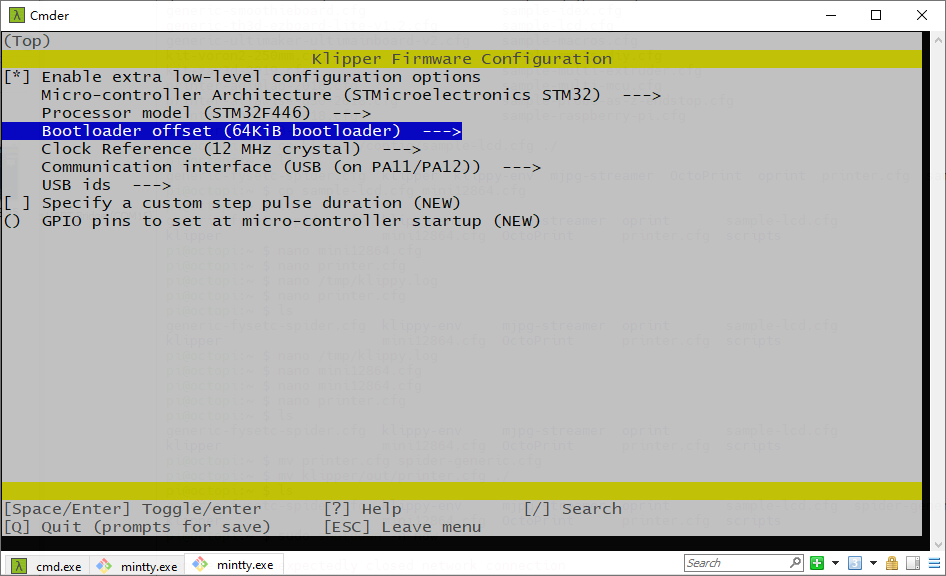 Cmder
(Top)
Klipper Firmware Configuration
[*] Enable extra low-level configuration options
Micro-controller Architecture (STMicroelectronics STM32)  --->
Processor model (STM32F446)  --->
Bootloader offset (64KiB bootloader)  --->
Clock Reference (12 MHz crystal)  --->
Communication interface (USB (on PA11/PA12))  --->
USB ids  --->
[ ] Specify a custom step pulse duration (NEW)
()  GPIO pins to set at micro-controller startup (NEW)
[Space/Enter] Toggle/enter [?] Help [/] Search
[Q] Quit (prompts for save) [ESC] Leave menu
cmd.exe mintty.exe mintty.exe Search